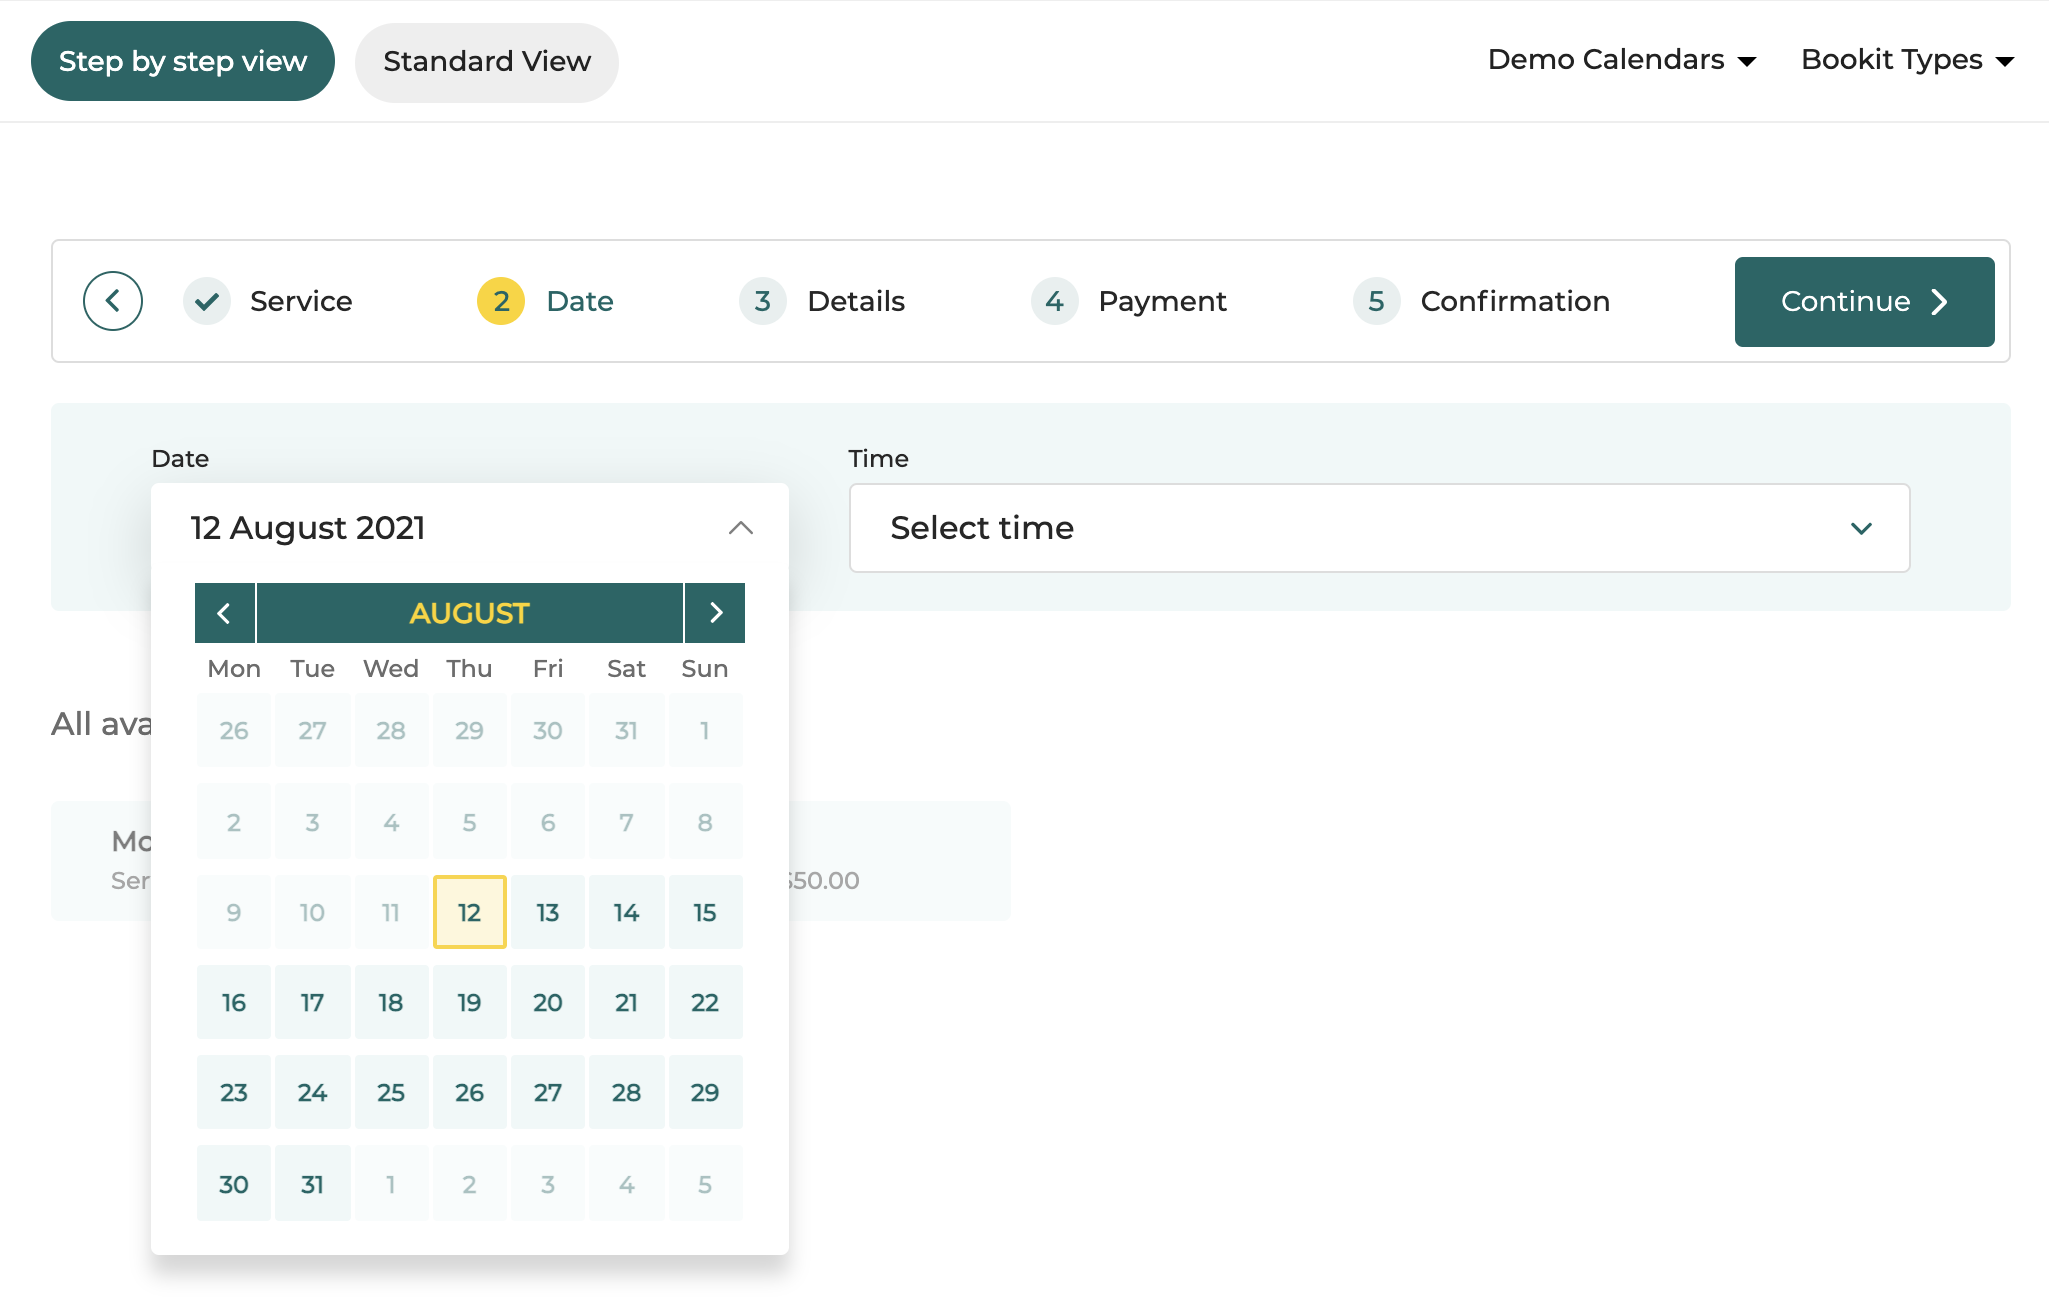 Step by step view
Standard View
Demo Calendars
Bookit Types
Service
2 Date
3 Details
4 Payment
5 Confirmation
Continue
Date
Time
12 August 2021
Select time
AUGUST
Mon Tue Wed Thu Fri Sat Sun
26 27 28 29 30 31 1
All
2 3 4 5 6 7 8
$50.00
9 10 11 12 13 14 15
16 17 18 19 20 21 22
23 24 25 26 27 28 29
30 31 1 2 3 4 5